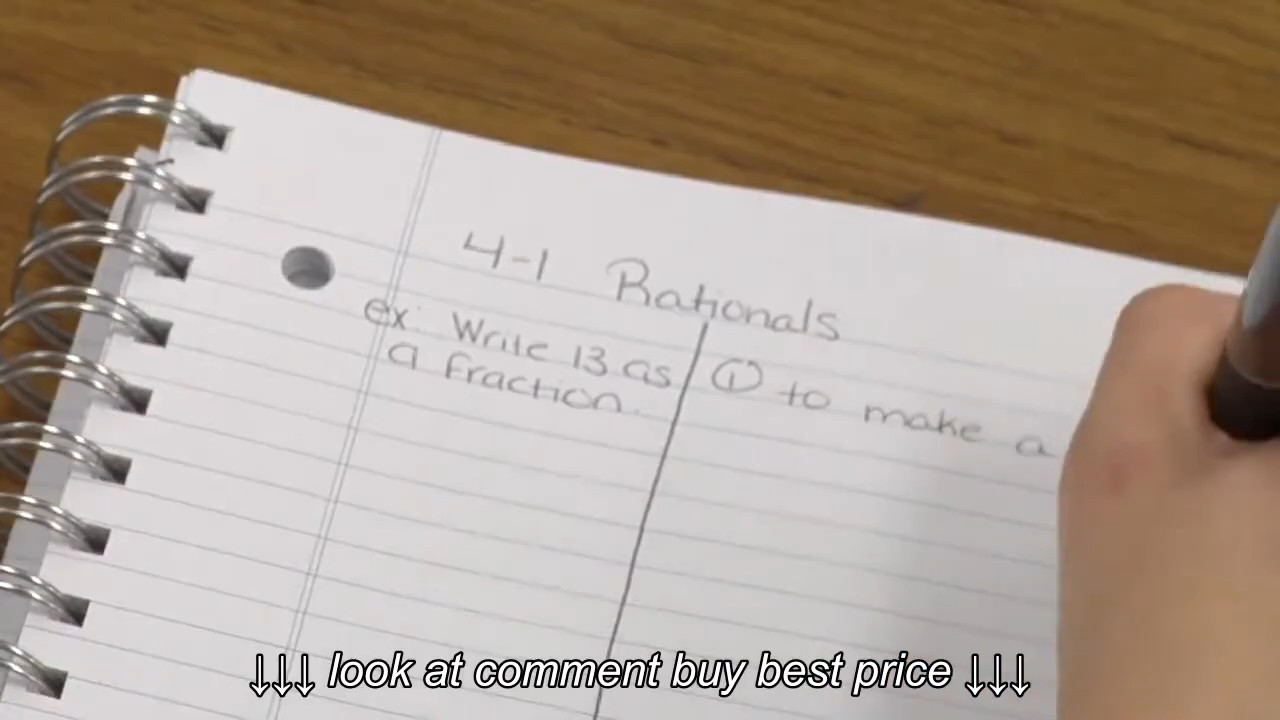 4-1 Rationals
ex: Write 13 as
a fraction.
① to make a
↓↓↓ look at comment buy best price ↓↓↓